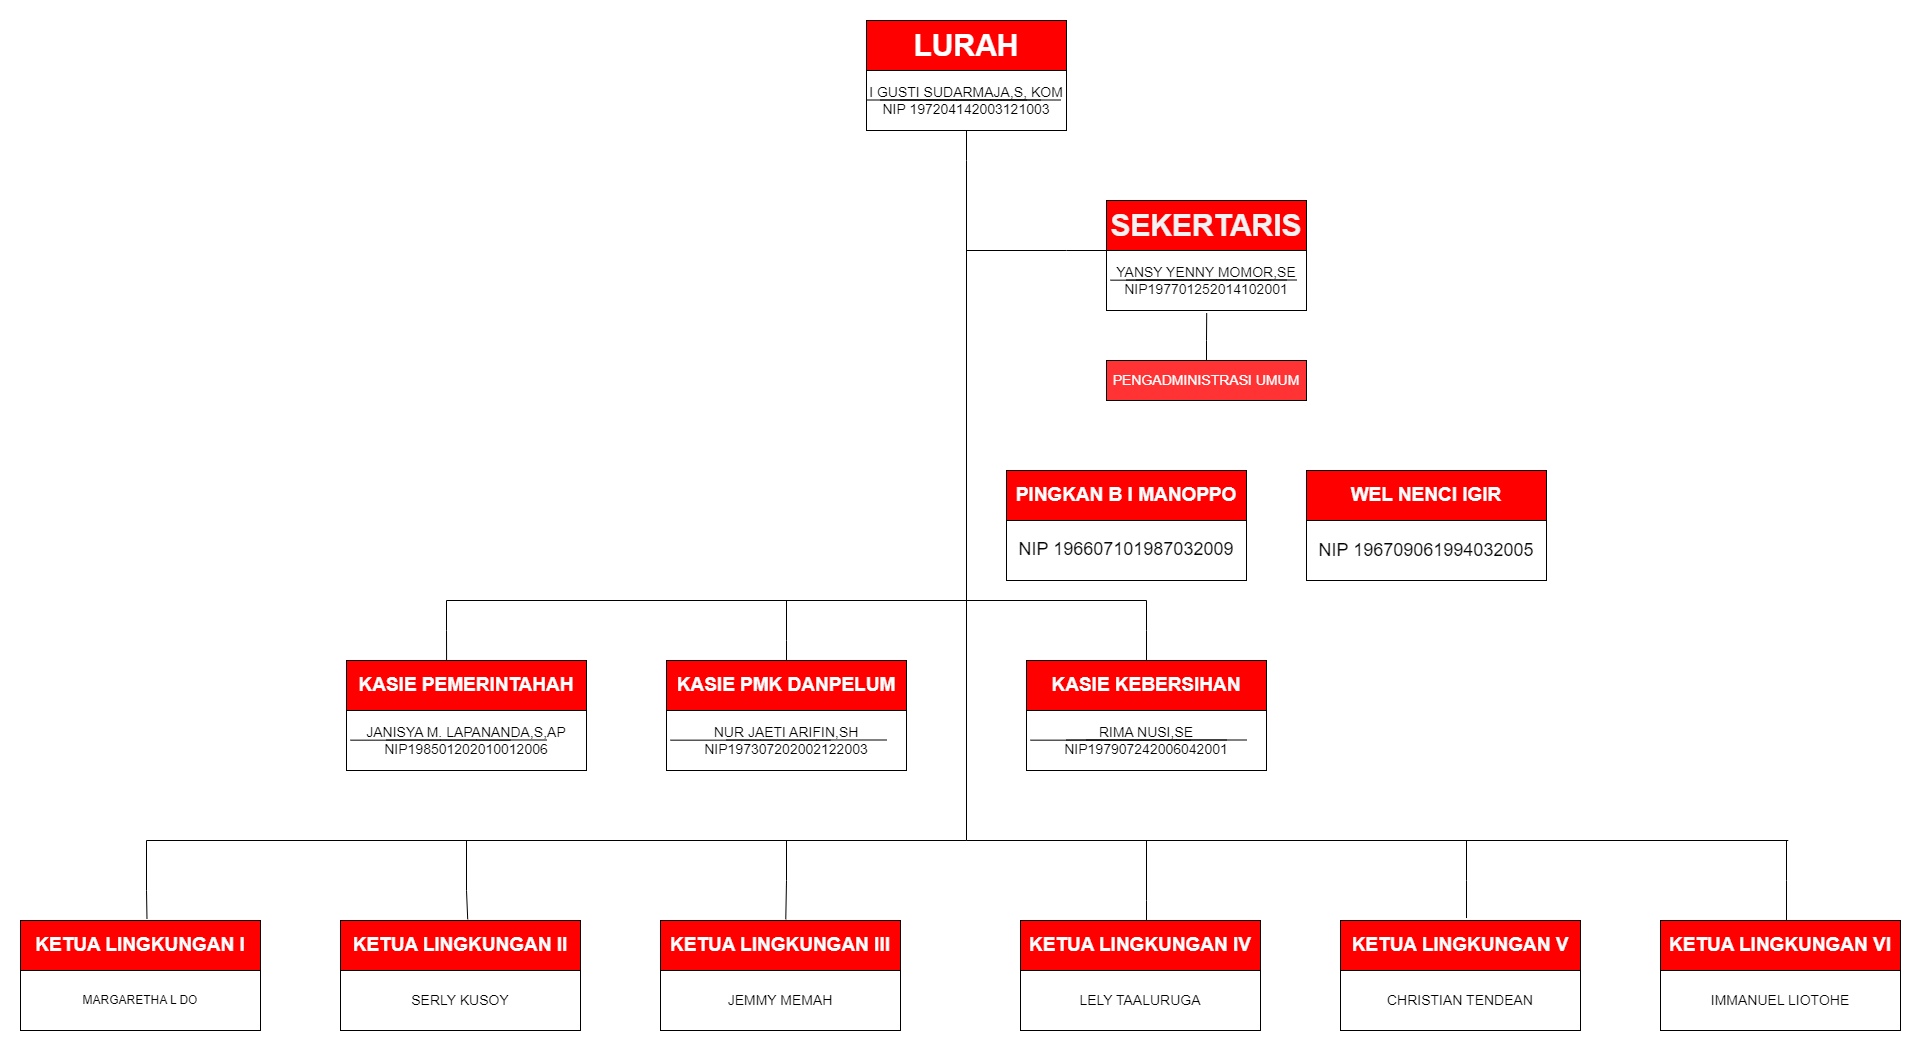 LURAH
I GUSTI SUDARMAJA,S, KOM
NIP 197204142003121003
SEKERTARIS
YANSY YENNY MOMOR,SE
NIP197701252014102001
PENGADMINISTRASI UMUM
PINGKAN B I MANOPPO
NIP 196607101987032009
WEL NENCI IGIR
NIP 196709061994032005
KASIE PEMERINTAHAH
JANISYA M. LAPANANDA,S,AP
NIP198501202010012006
KASIE PMK DANPELUM
NUR JAETI ARIFIN,SH
NIP197307202002122003
KASIE KEBERSIHAN
RIMA NUSI,SE
NIP197907242006042001
KETUA LINGKUNGAN I
MARGARETHA L DO
KETUA LINGKUNGAN II
SERLY KUSOY
KETUA LINGKUNGAN III
JEMMY MEMAH
KETUA LINGKUNGAN IV
LELY TAALURUGA
KETUA LINGKUNGAN V
CHRISTIAN TENDEAN
KETUA LINGKUNGAN VI
IMMANUEL LIOTOHE